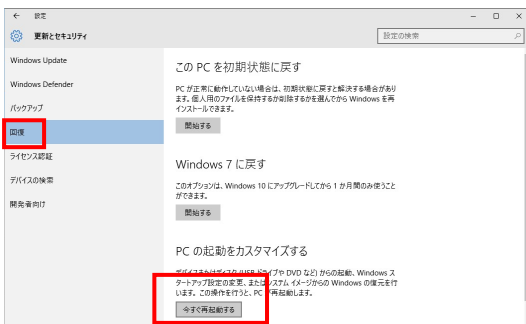 設定
更新とセキュリティ
設定の検索
Windows Update
Windows Defender
バックアップ
回復
ライセンス認証
デバイスの検索
開発者向け
この PC を初期状態に戻す
PC が正常に動作していない場合は、初期状態に戻すと解決する場合があり
ます。個人用のファイルを保持するか削除するかを選んでから Windows を再
インストールできます。
開始する
Windows 7 に戻す
このオプションは、Windows 10 にアップグレードしてから 1 か月間のみ使うこと
ができます。
開始する
PC の起動をカスタマイズする
デバイスまたはディスク (USB ドライブや DVD など) からの起動、Windows ス
タートアップ設定の変更、またはシステム イメージからの Windows の復元を行
います。この操作を行うと、PC が再起動します。
今すぐ再起動する